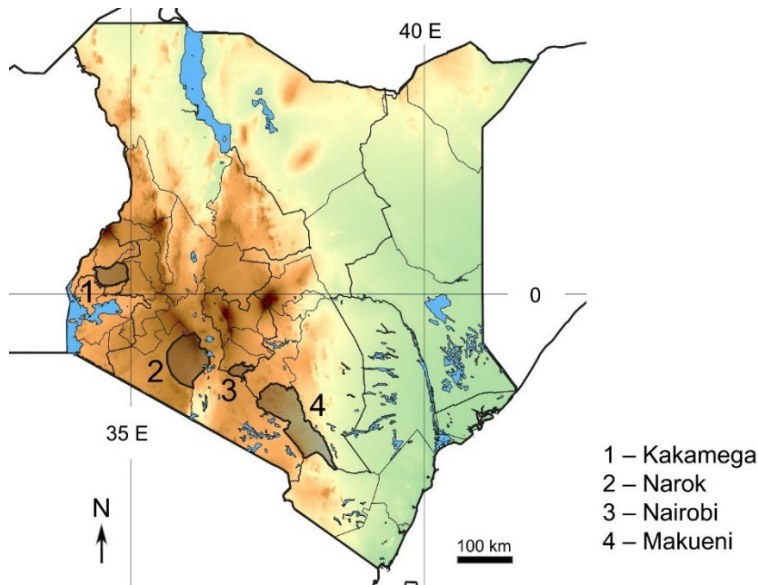 40 E
0
1
2
3
4
35 E
N
100 km
1 – Kakamega
2 – Narok
3 – Nairobi
4 – Makueni